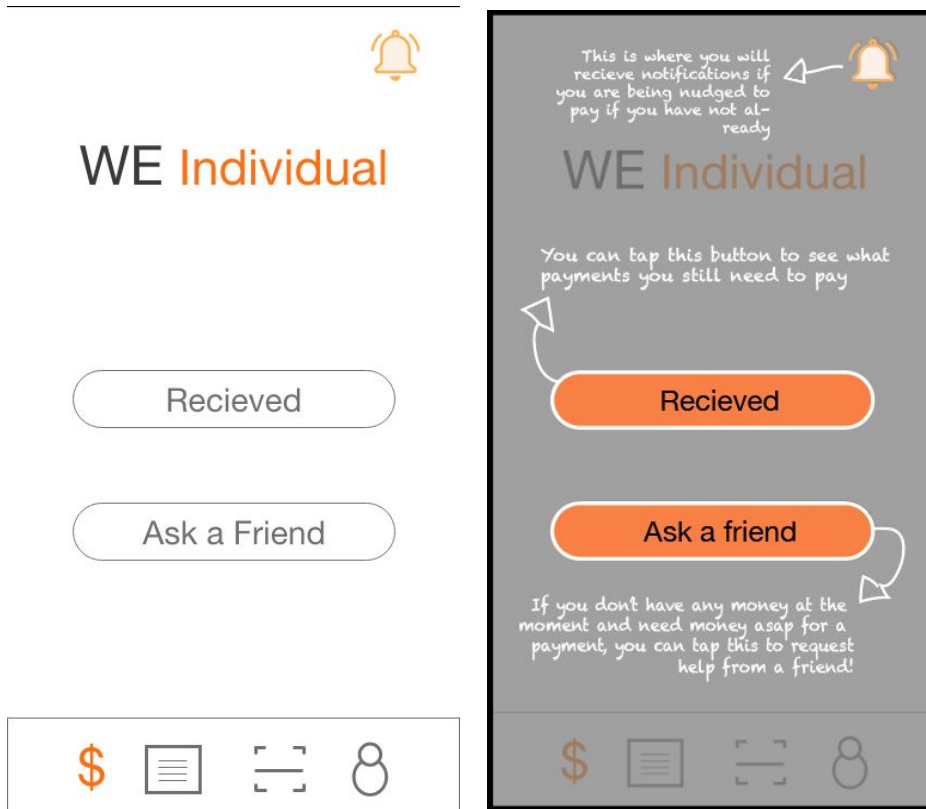 WE Individual
Recieved
Ask a Friend
$
This is where you will
recieve notifications if
you are being nudged to
pay if you have not al-
ready
WE Individual
You can tap this button to see what
payments you still need to pay
Recieved
Ask a friend
If you don't have any money at the
moment and need money asap for a
payment, you can tap this to request
help from a friend!
$